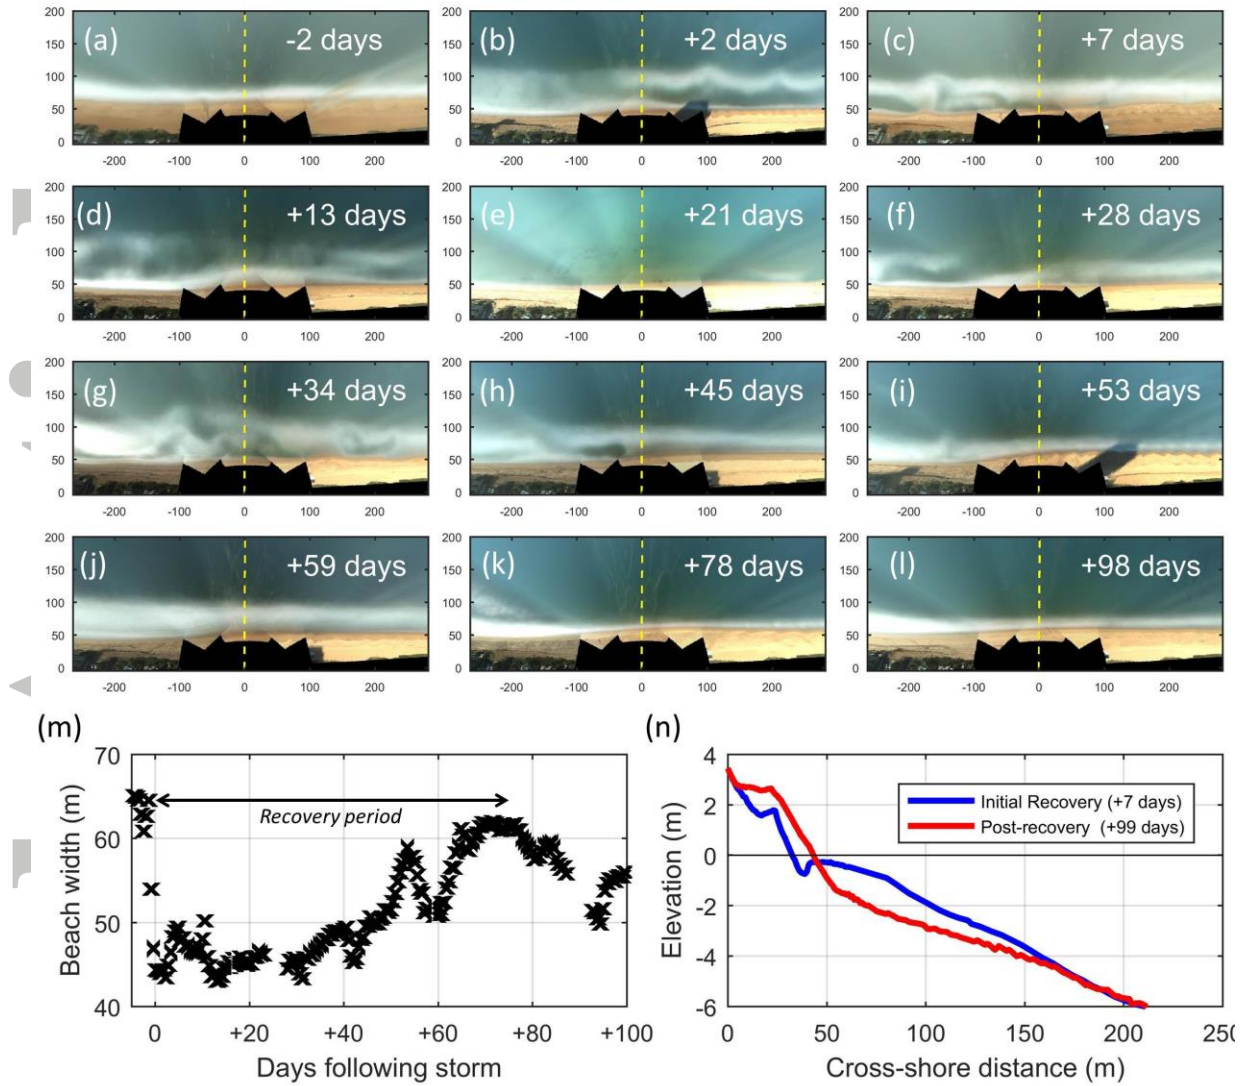 (a) -2 days
200
150
100
50
0
-200 -100 0 100 200
(b) +2 days
200
150
100
50
0
-200 -100 0 100 200
(c) +7 days
200
150
100
50
0
-200 -100 0 100 200
(d) +13 days
200
150
100
50
0
-200 -100 0 100 200
(e) +21 days
200
150
100
50
0
-200 -100 0 100 200
(f) +28 days
200
150
100
50
0
-200 -100 0 100 200
(g) +34 days
200
150
100
50
0
-200 -100 0 100 200
(h) +45 days
200
150
100
50
0
-200 -100 0 100 200
(i) +53 days
200
150
100
50
0
-200 -100 0 100 200
(j) +59 days
200
150
100
50
0
-200 -100 0 100 200
(k) +78 days
200
150
100
50
0
-200 -100 0 100 200
(l) +98 days
200
150
100
50
0
-200 -100 0 100 200
(m)
70
60
50
40
Beach width (m)
Recovery period
0 +20 +40 +60 +80 +100
Days following storm
(n)
4
2
0
-2
-4
-6
Elevation (m)
Initial Recovery (+7 days)
Post-recovery (+99 days)
0 50 100 150 200 250
Cross-shore distance (m)